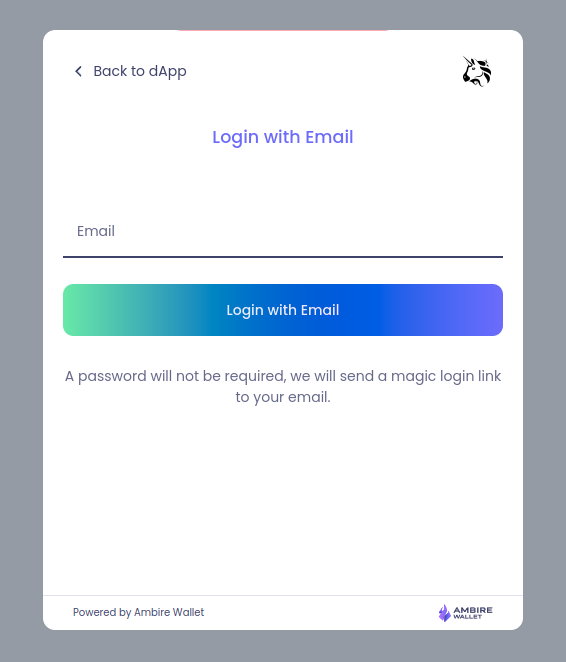 Back to dApp
Login with Email
Email
Login with Email
A password will not be required, we will send a magic login link
to your email.
Powered by Ambire Wallet
AMBIRE
WALLET